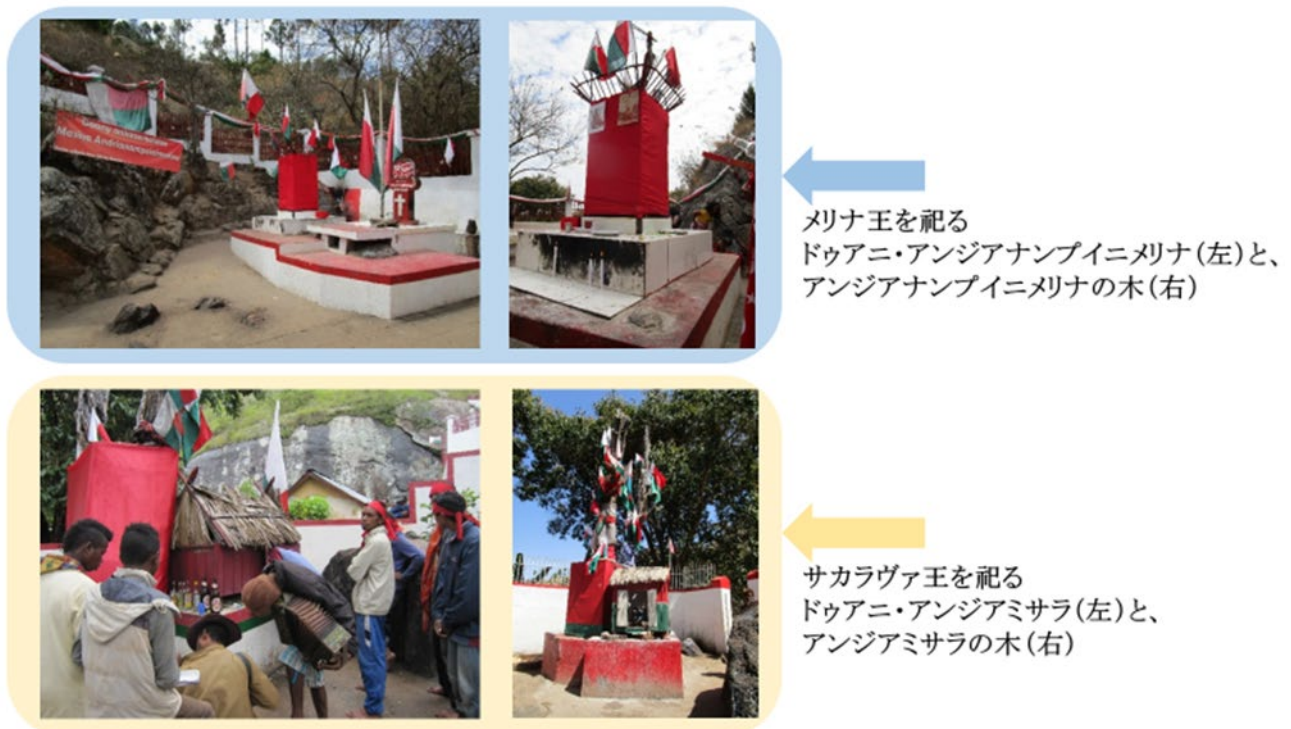 メリナ王を祀る
ドゥアニ・アンジアナンプイニメリナ(左)と、
アンジアナンプイニメリナの木(右)
サカラヴァ王を祀る
ドゥアニ・アンジアミサラ(左)と、
アンジアミサラの木(右)